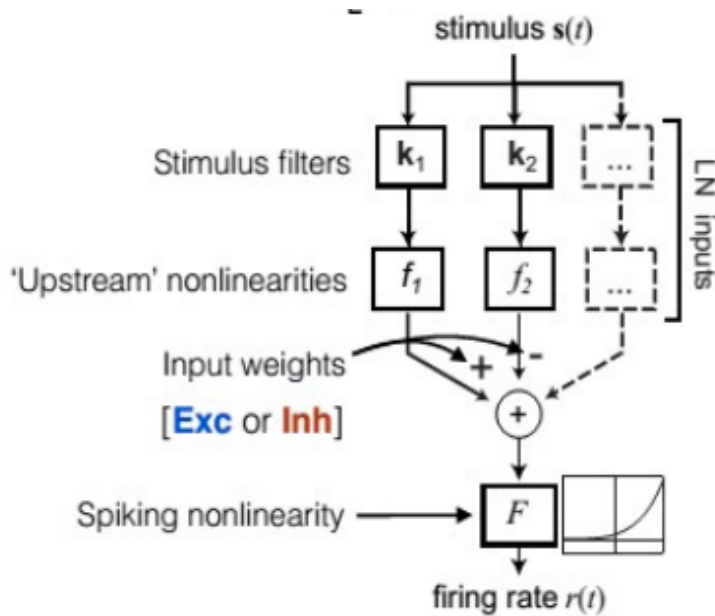 stimulus s(t)
Stimulus filters
k1
k2
...
LN inputs
'Upstream' nonlinearities
f1
f2
...
Input weights
+
-
[Exc or Inh]
+
Spiking nonlinearity
F
firing rate r(t)